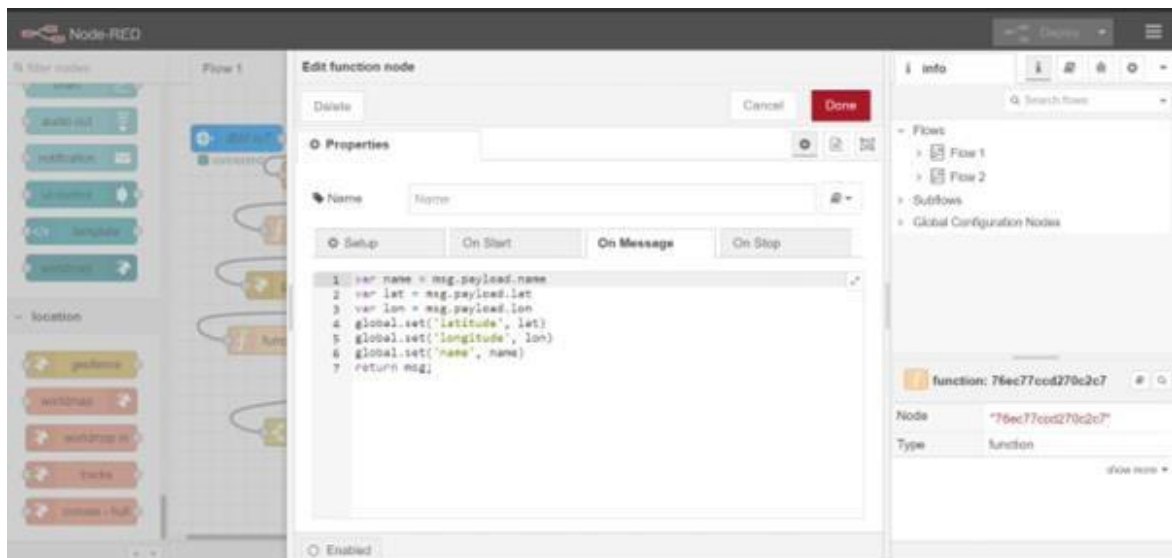 Node-RED
Deploy
filter nodes
Flow 1
Edit function node
info
Delete
Cancel
Done
Search flows
audio out
Properties
Flows
Flow 1
Flow 2
notification
Name
Name
Subflows
Global Configuration Nodes
template
Setup
On Start
On Message
On Stop
worldmap
1 var name = msg.payload.name
2 var lat = msg.payload.lat
3 var lon = msg.payload.lon
4 global.set('latitude', lat)
5 global.set('longitude', lon)
6 global.set('name', name)
7 return msg;
location
geofence
function: 76ec77ccd270c2c7
worldmap
worldmap in
Node "76ec77ccd270c2c7"
Type function
tracks
show more
Enabled